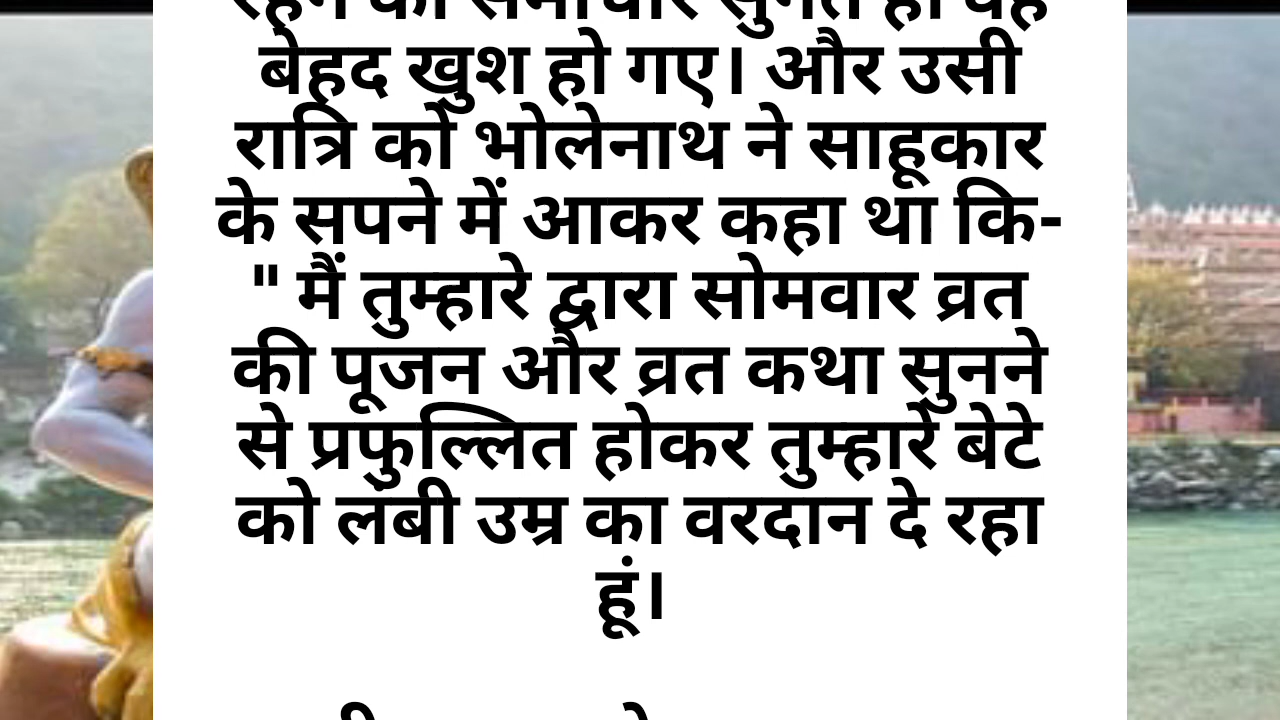 बेहद खुश हो गए। और उसी
रात्रि को भोलेनाथ ने साहूकार
के सपने में आकर कहा था कि-
" मैं तुम्हारे द्वारा सोमवार व्रत
की पूजन और व्रत कथा सुनने
से प्रफुल्लित होकर तुम्हारे बेटे
को लंबी उम्र का वरदान दे रहा
हूं।